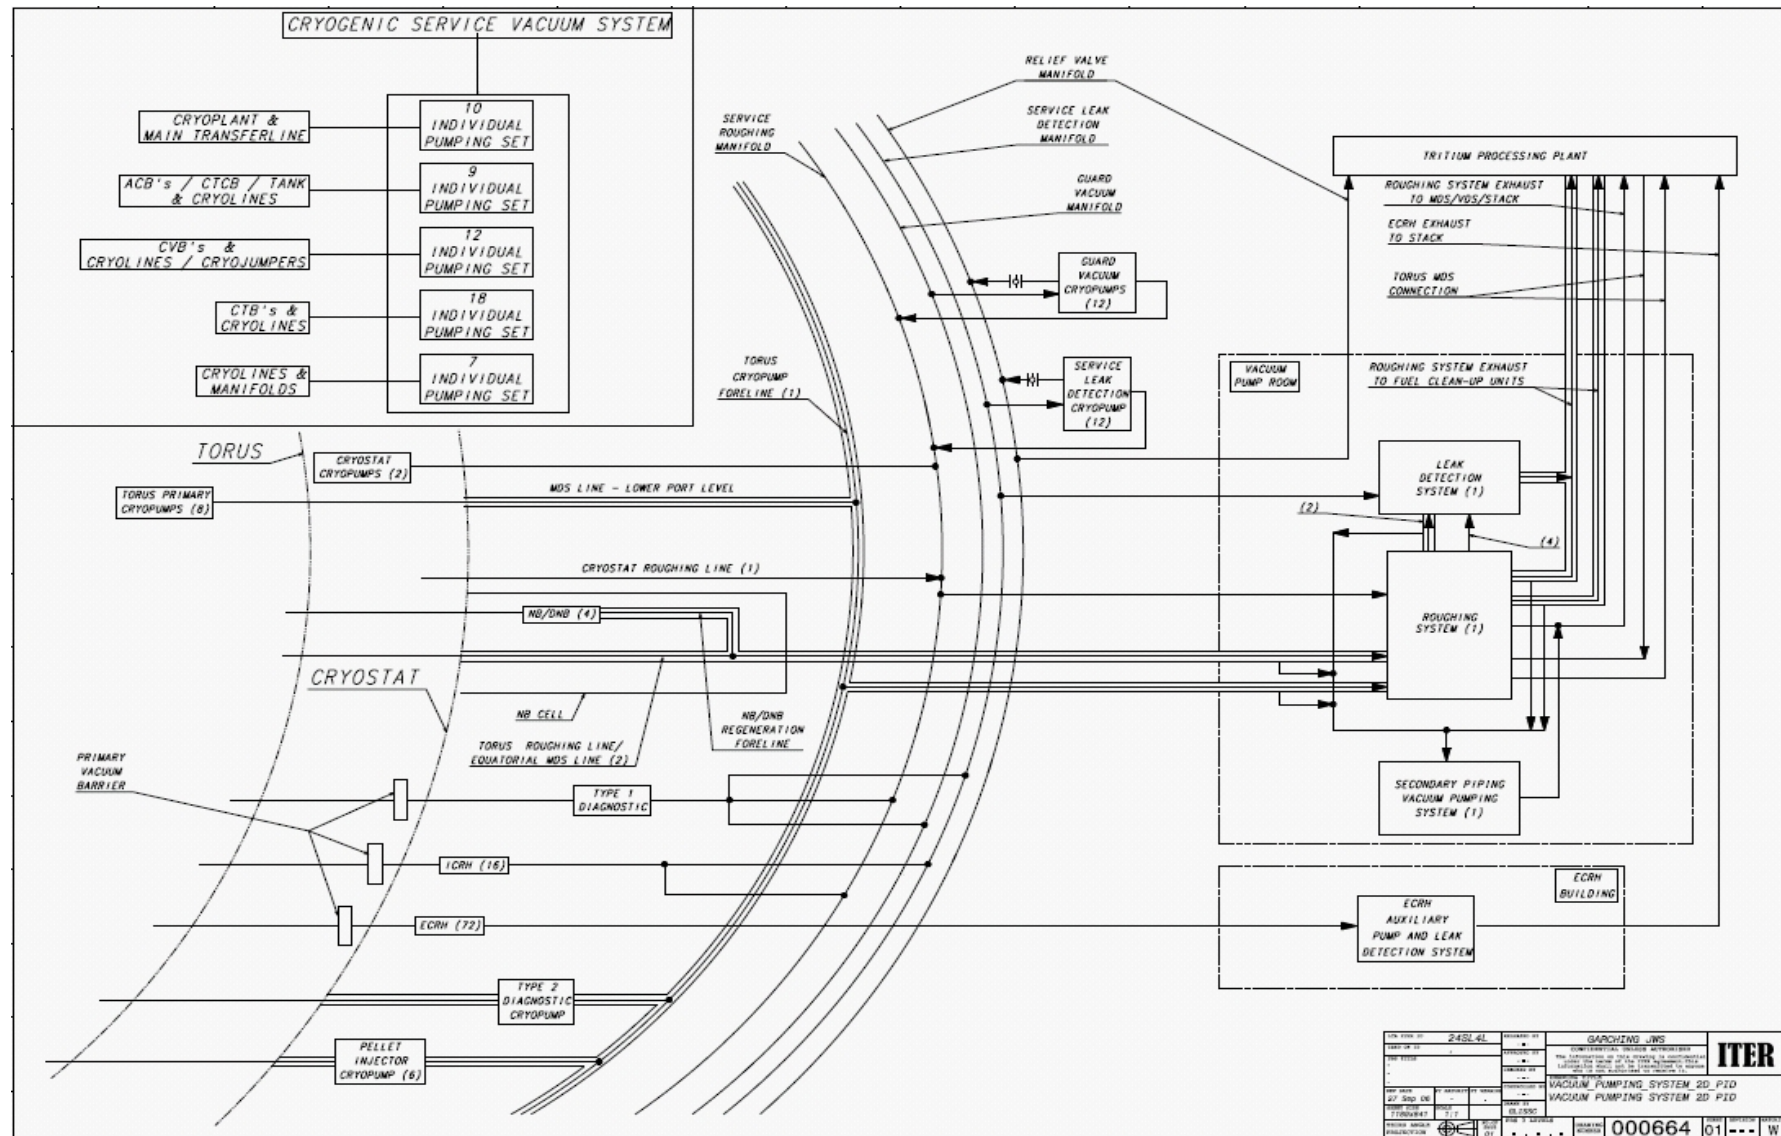 CRYOGENIC SERVICE VACUUM SYSTEM
CRYOPLANT &
MAIN TRANSFERLINE
10
INDIVIDUAL
PUMPING SET
ACB's / CTCB / TANK
& CRYOLINES
9
INDIVIDUAL
PUMPING SET
CVB's &
CRYOLINES / CRYOJUMPERS
12
INDIVIDUAL
PUMPING SET
CTB's &
CRYOLINES
18
INDIVIDUAL
PUMPING SET
CRYOLINES &
MANIFOLDS
7
INDIVIDUAL
PUMPING SET
SERVICE
ROUGHING
MANIFOLD
RELIEF VALVE
MANIFOLD
SERVICE LEAK
DETECTION
MANIFOLD
GUARD
VACUUM
MANIFOLD
GUARD
VACUUM
CRYOPUMPS
(12)
SERVICE
LEAK
DETECTION
CRYOPUMP
(12)
TORUS
CRYOPUMP
FORELINE (1)
TRITIUM PROCESSING PLANT
ROUGHING SYSTEM EXHAUST
TO MDS/VDS/STACK
ECRH EXHAUST
TO STACK
TORUS MDS
CONNECTION
VACUUM
PUMP ROOM
ROUGHING SYSTEM EXHAUST
TO FUEL CLEAN-UP UNITS
LEAK
DETECTION
SYSTEM (1)
(2)
(4)
ROUGHING
SYSTEM (1)
SECONDARY PIPING
VACUUM PUMPING
SYSTEM (1)
ECRH
BUILDING
ECRH
AUXILIARY
PUMP AND LEAK
DETECTION SYSTEM
TORUS
CRYOSTAT
CRYOPUMPS (2)
TORUS PRIMARY
CRYOPUMPS (8)
MDS LINE - LOWER PORT LEVEL
CRYOSTAT ROUGHING LINE (1)
NB/DNB (4)
CRYOSTAT
NB CELL
NB/DNB
REGENERATION
FORELINE
TORUS ROUGHING LINE/
EQUATORIAL MDS LINE (2)
PRIMARY
VACUUM
BARRIER
TYPE 1
DIAGNOSTIC
ICRH (16)
ECRH (72)
TYPE 2
DIAGNOSTIC
CRYOPUMP
PELLET
INJECTOR
CRYOPUMP (6)
24SL4L
GARCHING JWS
ITER
VACUUM_PUMPING_SYSTEM_2D_PID
VACUUM PUMPING SYSTEM 2D PID
27 Sep 06
1:1
000664
01
---
W